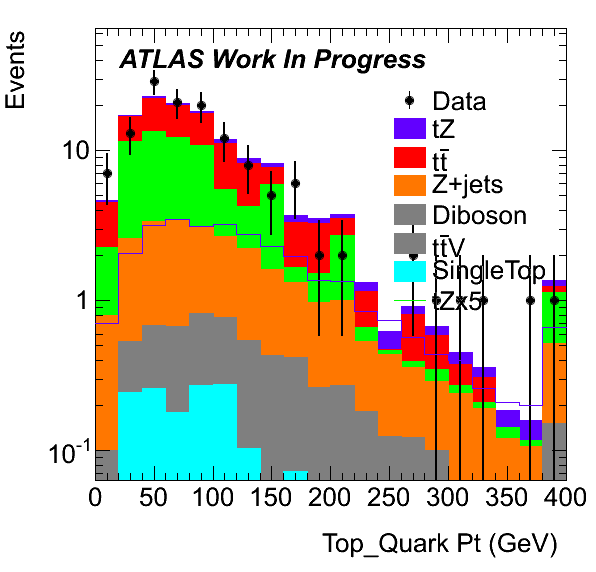 Events
ATLAS Work In Progress
Data
tZ
tt̄
Z+jets
Diboson
tt̄V
SingleTop
tZx5
10
1
10⁻¹
0 50 100 150 200 250 300 350 400
Top_Quark Pt (GeV)